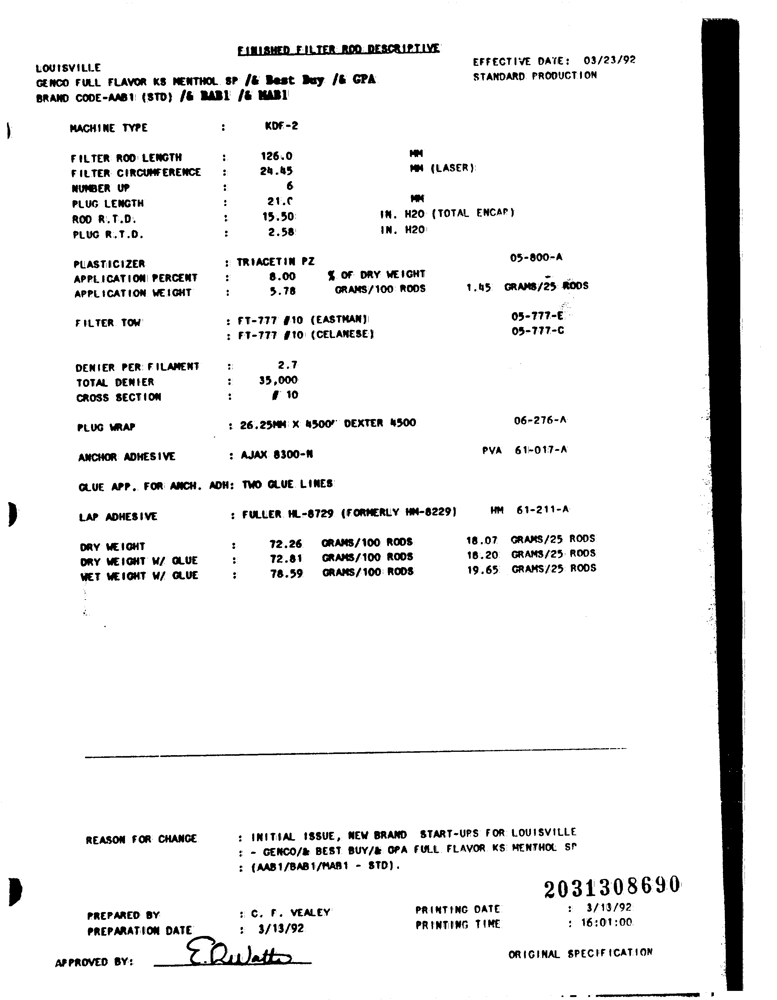 FINISHED FILTER ROD DESCRIPTIVE
LOUISVILLE EFFECTIVE DATE: 03/23/92
GENCO FULL FLAVOR KS MENTHOL SP /& Best Buy /& GPA STANDARD PRODUCTION
BRAND CODE-AAB1 (STD) /& BAB1 /& MAB1
MACHINE TYPE : KDF-2
FILTER ROD LENGTH : 126.0 MM
FILTER CIRCUMFERENCE : 24.45 MM (LASER)
NUMBER UP : 6
PLUG LENGTH : 21.0 MM
ROD R.T.D. : 15.50 IN. H20 (TOTAL ENCAP)
PLUG R.T.D. : 2.58 IN. H20
PLASTICIZER : TRIACETIN PZ 05-800-A
APPLICATION PERCENT : 8.00 % OF DRY WEIGHT
APPLICATION WEIGHT : 5.78 GRAMS/100 RODS 1.45 GRAMS/25 RODS
FILTER TOW : FT-777 #10 (EASTMAN) 05-777-E
: FT-777 #10 (CELANESE) 05-777-C
DENIER PER FILAMENT : 2.7
TOTAL DENIER : 35,000
CROSS SECTION : # 10
PLUG WRAP : 26.25MM X 4500' DEXTER 4500 06-276-A
ANCHOR ADHESIVE : AJAX 8300-N PVA 61-017-A
GLUE APP. FOR ANCH. ADH: TWO GLUE LINES
LAP ADHESIVE : FULLER HL-8729 (FORMERLY HM-8229) HM 61-211-A
DRY WEIGHT : 72.26 GRAMS/100 RODS 18.07 GRAMS/25 RODS
DRY WEIGHT W/ GLUE : 72.81 GRAMS/100 RODS 18.20 GRAMS/25 RODS
WET WEIGHT W/ GLUE : 78.59 GRAMS/100 RODS 19.65 GRAMS/25 RODS
REASON FOR CHANGE : INITIAL ISSUE, NEW BRAND START-UPS FOR LOUISVILLE
: - GENCO/& BEST BUY/& GPA FULL FLAVOR KS MENTHOL SP
: (AAB1/BAB1/MAB1 - STD).
2031308690
PREPARED BY : C. F. VEALEY PRINTING DATE : 3/13/92
PREPARATION DATE : 3/13/92 PRINTING TIME : 16:01:00
APPROVED BY: E.R. Watts ORIGINAL SPECIFICATION